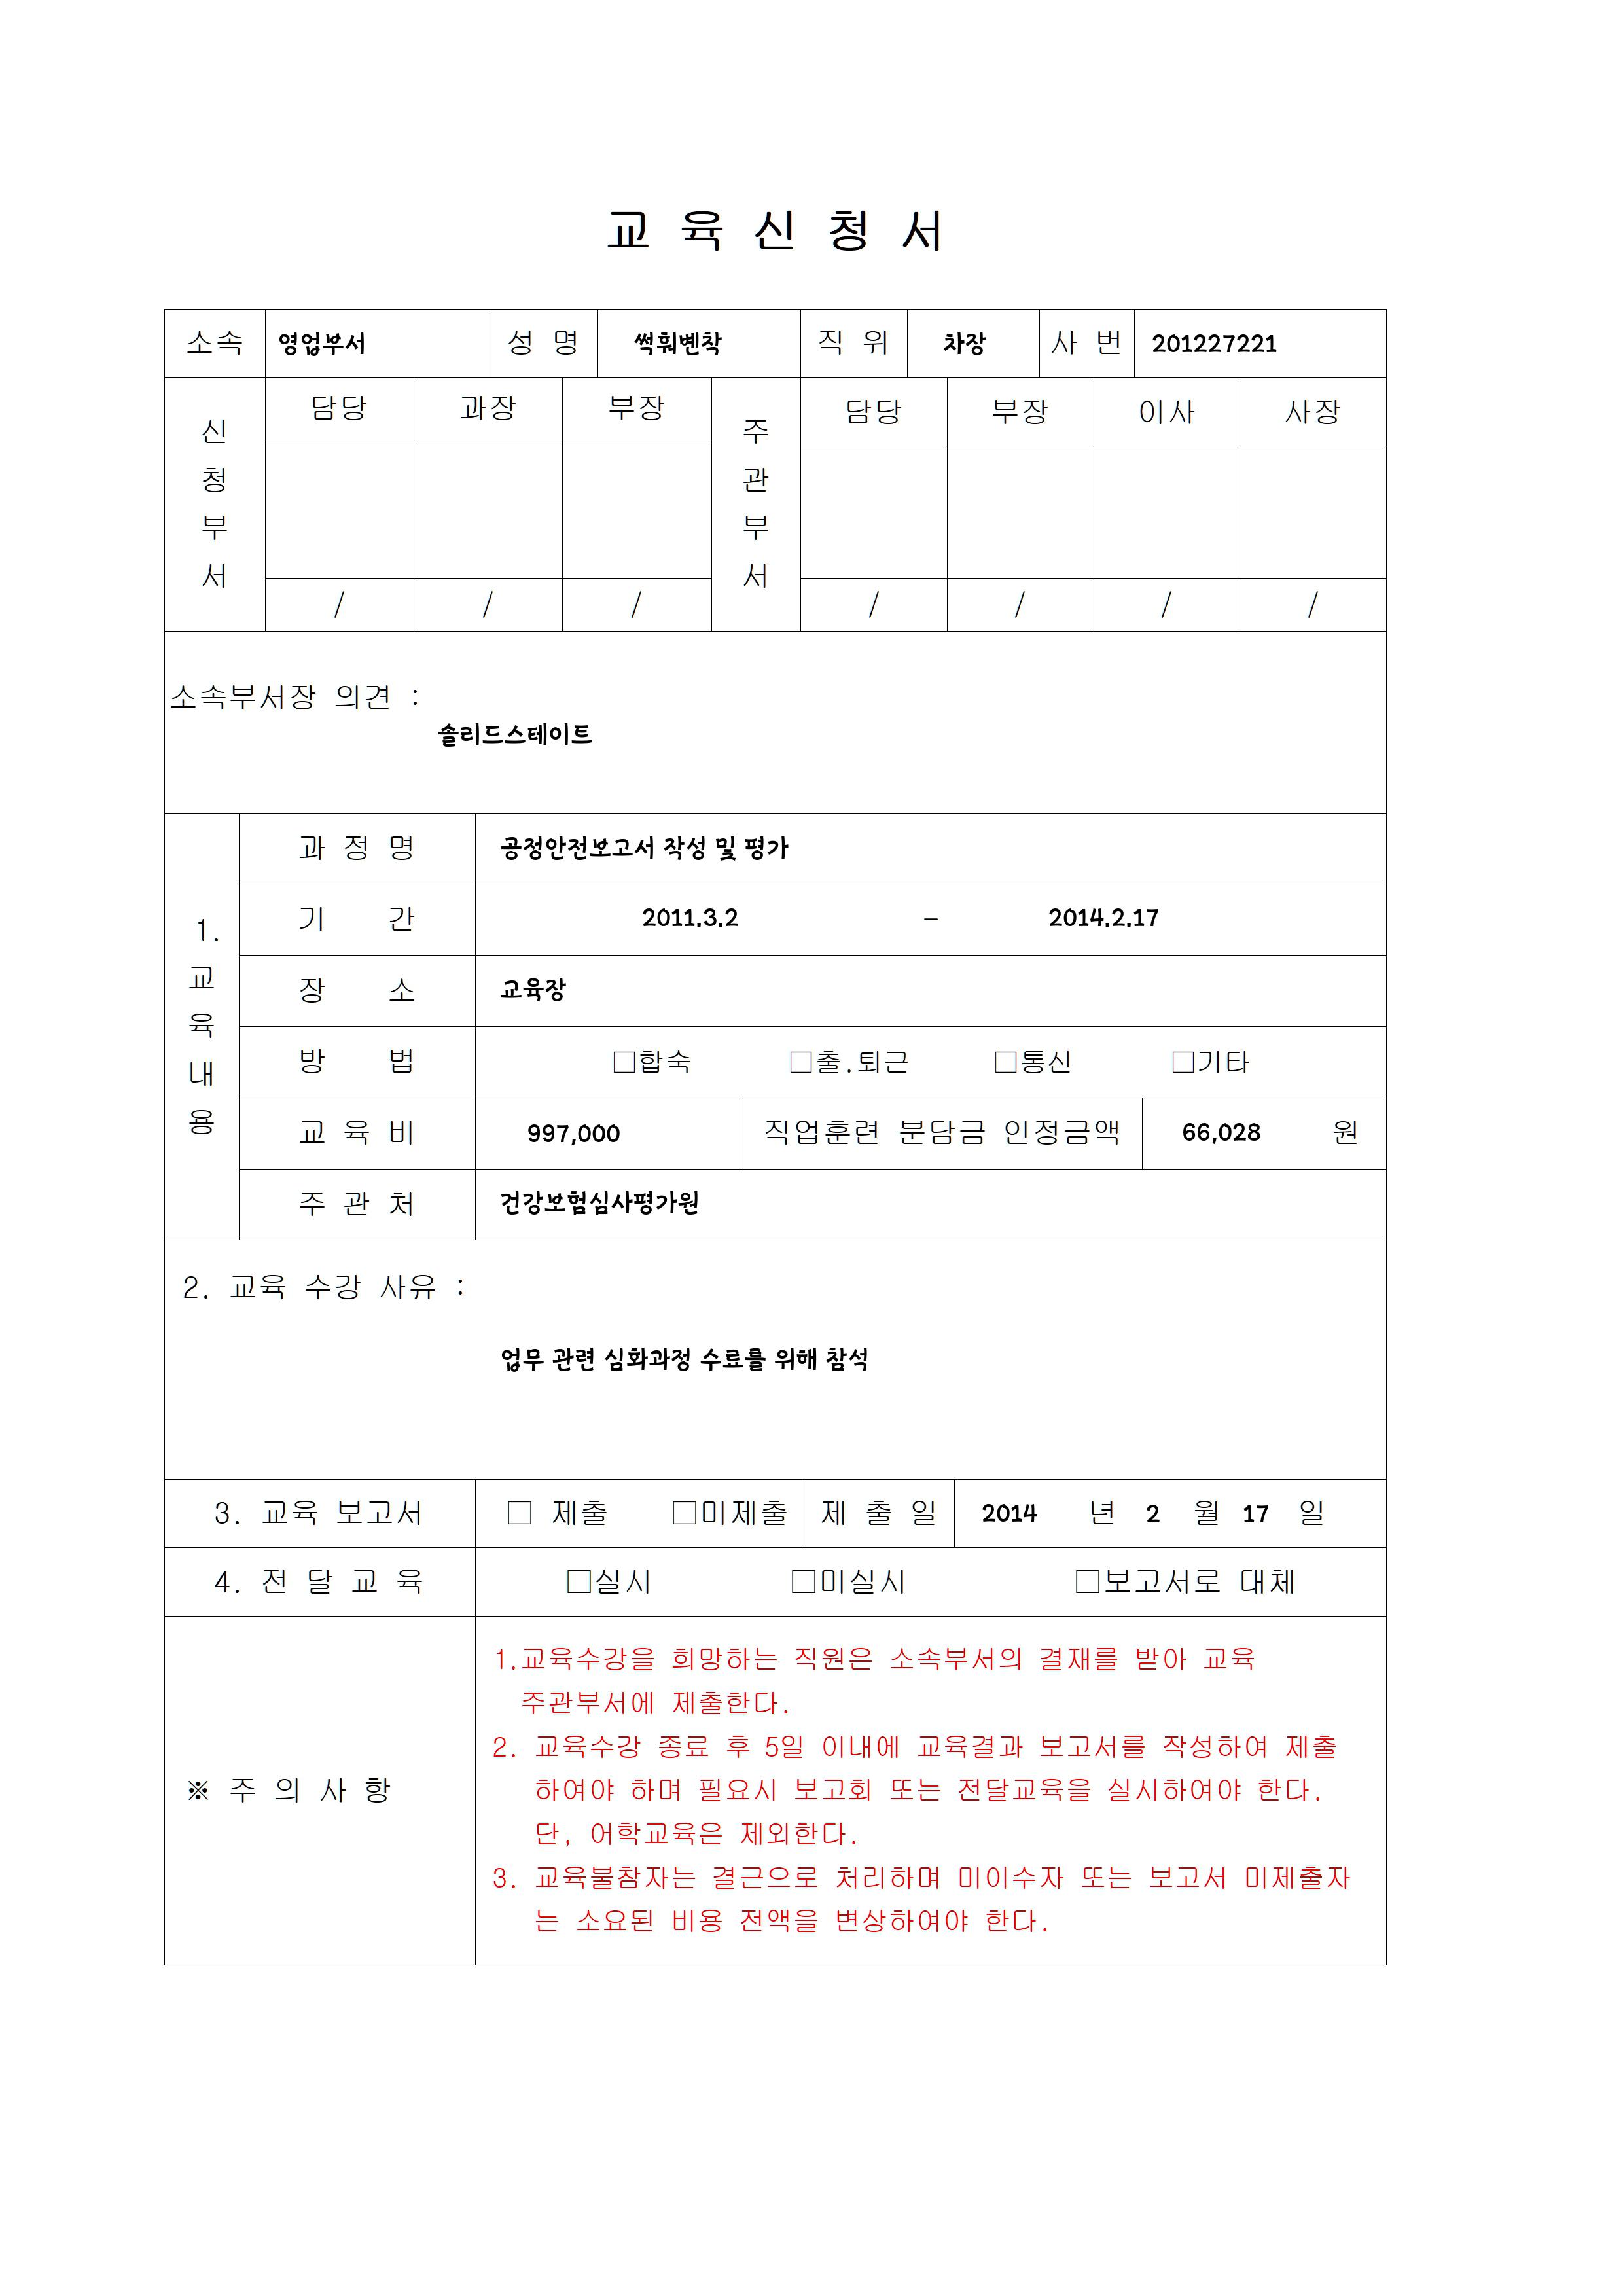 교 육 신 청 서
소속 영업부서 성 명 썩훠볜착 직 위 차장 사 번 201227221
신청부서 담당 과장 부장 주관부서 담당 부장 이사 사장
/ / / / / / /
소속부서장 의견 :
솔리드스테이트
1. 교육내용
과 정 명 공정안전보고서 작성 및 평가
기 간 2011.3.2 - 2014.2.17
장 소 교육장
방 법 □합숙 □출.퇴근 □통신 □기타
교 육 비 997,000 직업훈련 분담금 인정금액 66,028 원
주 관 처 건강보험심사평가원
2. 교육 수강 사유 :
업무 관련 심화과정 수료를 위해 참석
3. 교육 보고서 □ 제출 □미제출 제 출 일 2014 년 2 월 17 일
4. 전 달 교 육 □실시 □미실시 □보고서로 대체
※ 주 의 사 항
1.교육수강을 희망하는 직원은 소속부서의 결재를 받아 교육
주관부서에 제출한다.
2. 교육수강 종료 후 5일 이내에 교육결과 보고서를 작성하여 제출
하여야 하며 필요시 보고회 또는 전달교육을 실시하여야 한다.
단, 어학교육은 제외한다.
3. 교육불참자는 결근으로 처리하며 미이수자 또는 보고서 미제출자
는 소요된 비용 전액을 변상하여야 한다.